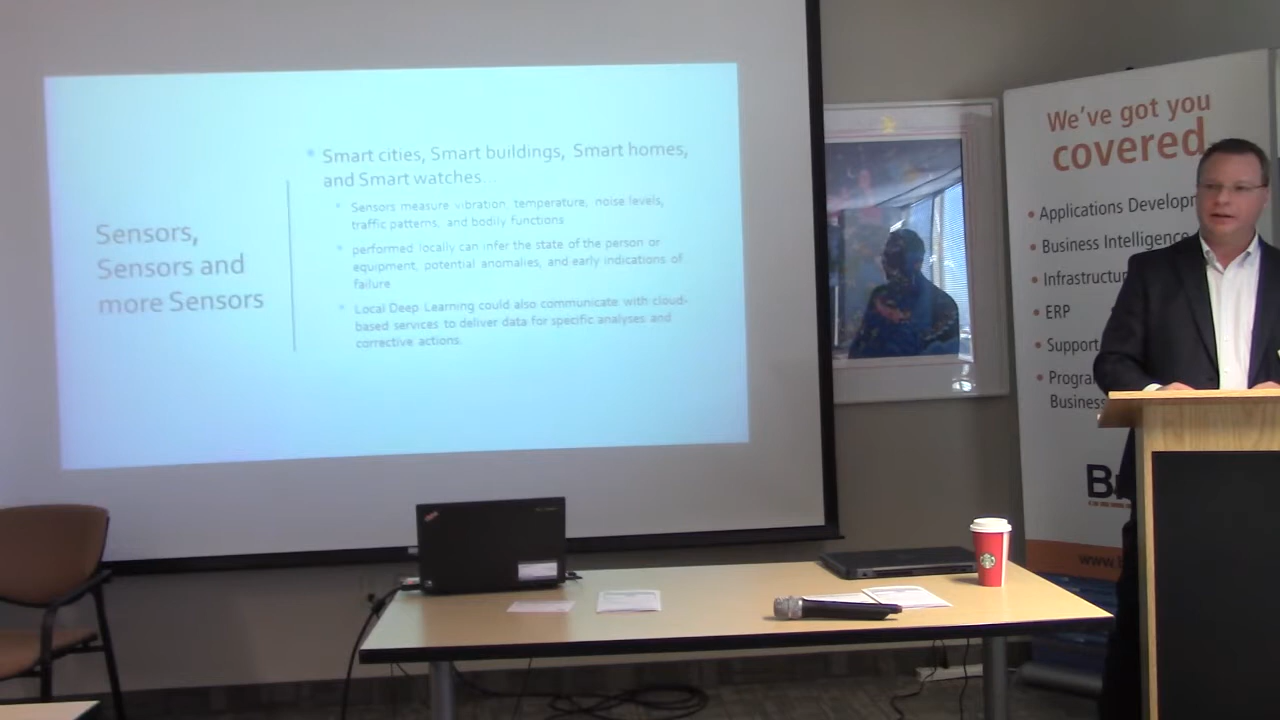 Sensors,
Sensors and
more Sensors
Smart cities, Smart buildings, Smart homes,
and Smart watches...
Sensors measure vibration, temperature, noise levels,
traffic patterns, and bodily functions
performed locally can infer the state of the person or
equipment, potential anomalies, and early indications of
failure
Local Deep Learning could also communicate with cloud-
based services to deliver data for specific analyses and
corrective actions.
We've got you
covered
• Applications Develop
• Business Intelligence
• Infrastructu
• ERP
• Support
• Progra
Business
B
www.